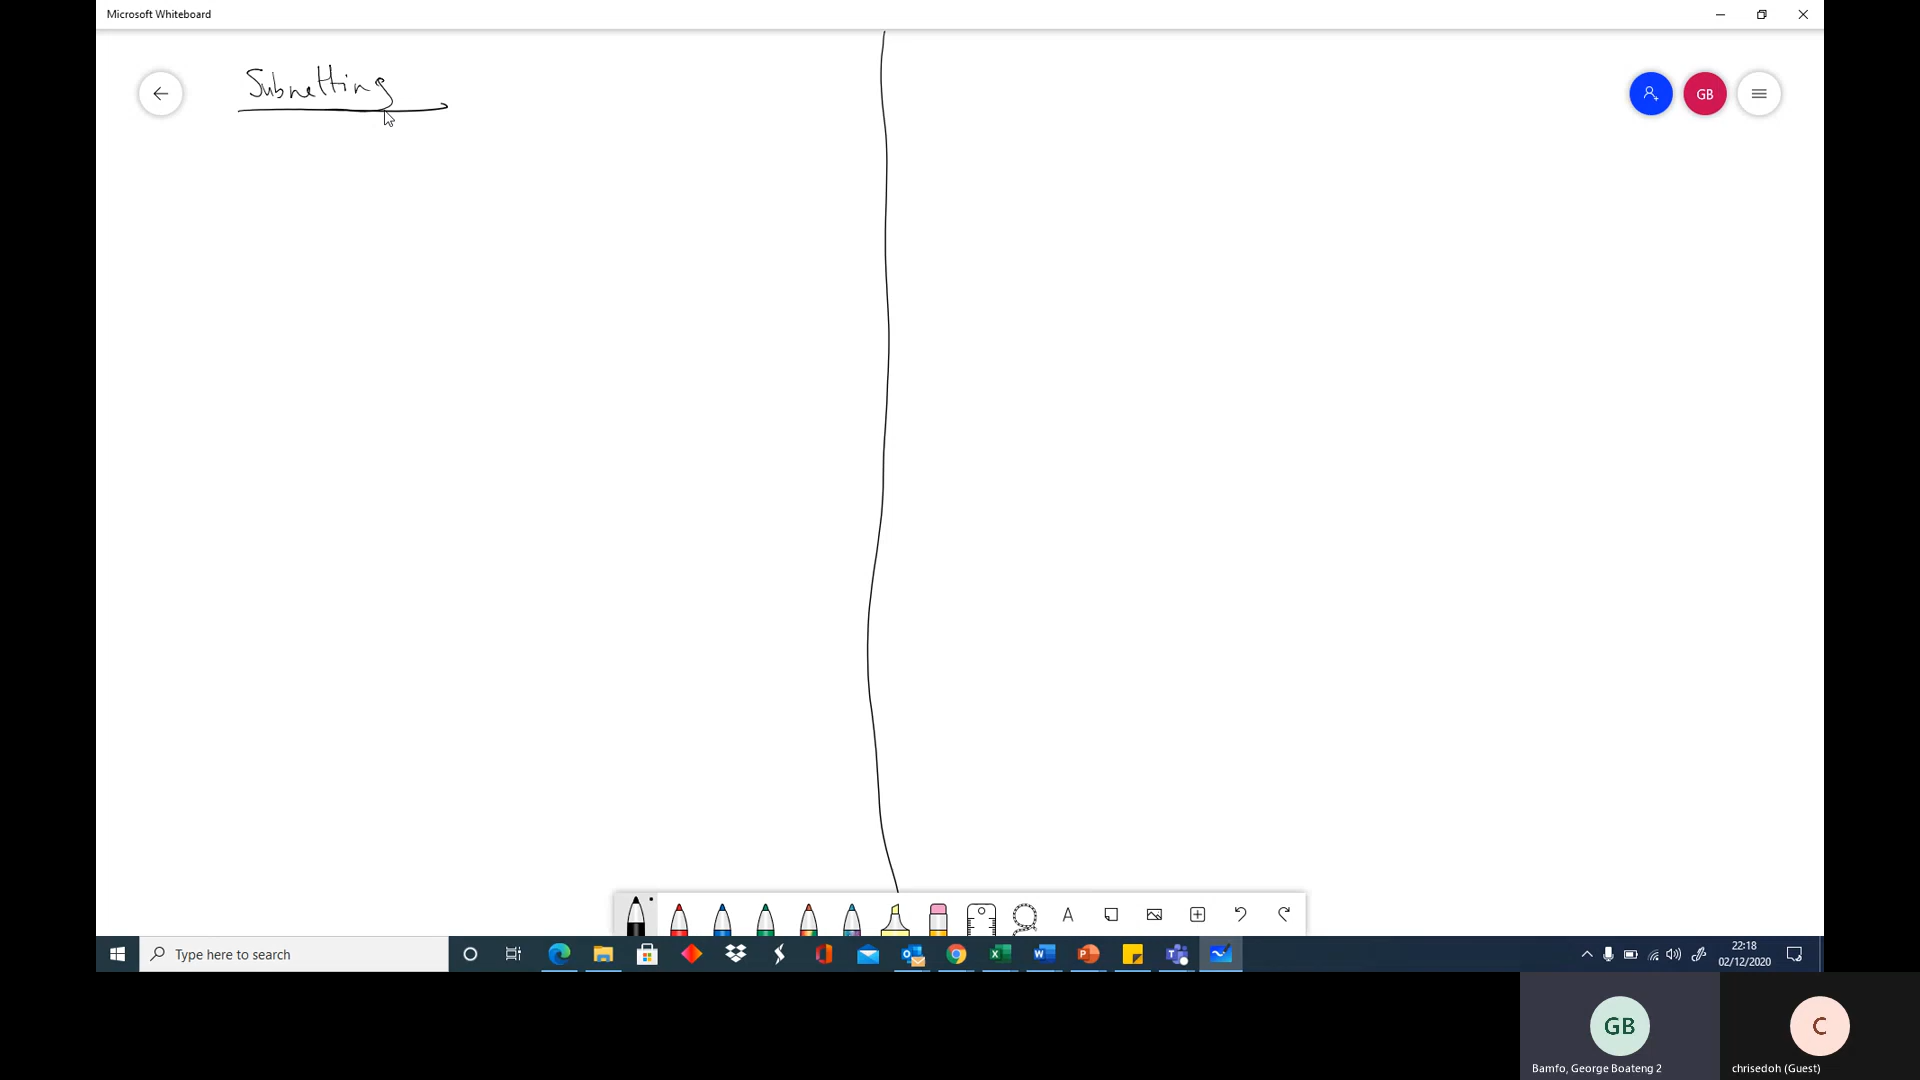 Microsoft Whiteboard
Subnetting
GB
A
Type here to search
22:18
02/12/2020
GB
C
Bamfo, George Boateng 2
chrisedoh (Guest)